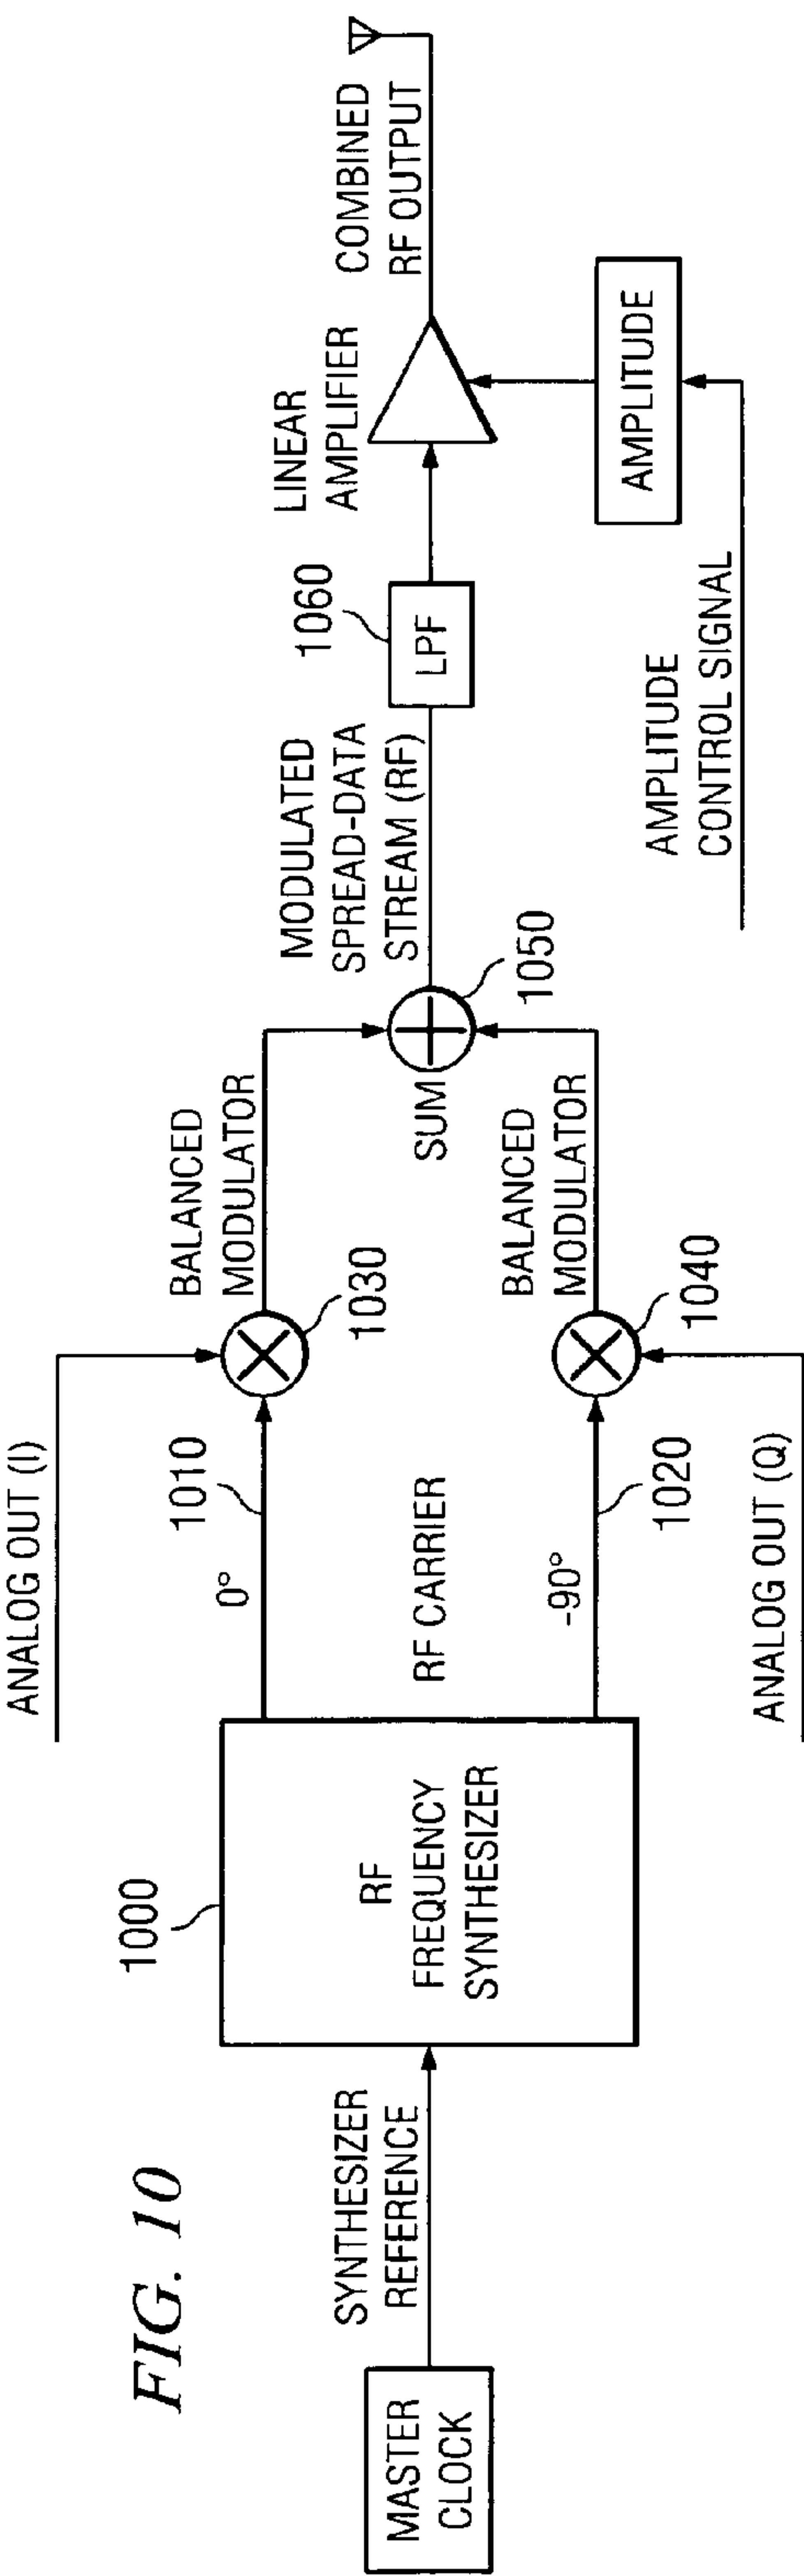 FIG. 10
MASTER
CLOCK
SYNTHESIZER
REFERENCE
1000
RF
FREQUENCY
SYNTHESIZER
ANALOG OUT (I)
0°
1010
RF CARRIER
-90°
1020
ANALOG OUT (Q)
1030
BALANCED
MODULATOR
1040
BALANCED
MODULATOR
SUM
1050
MODULATED
SPREAD-DATA
STREAM (RF)
1060
LPF
LINEAR
AMPLIFIER
AMPLITUDE
CONTROL SIGNAL
AMPLITUDE
COMBINED
RF OUTPUT